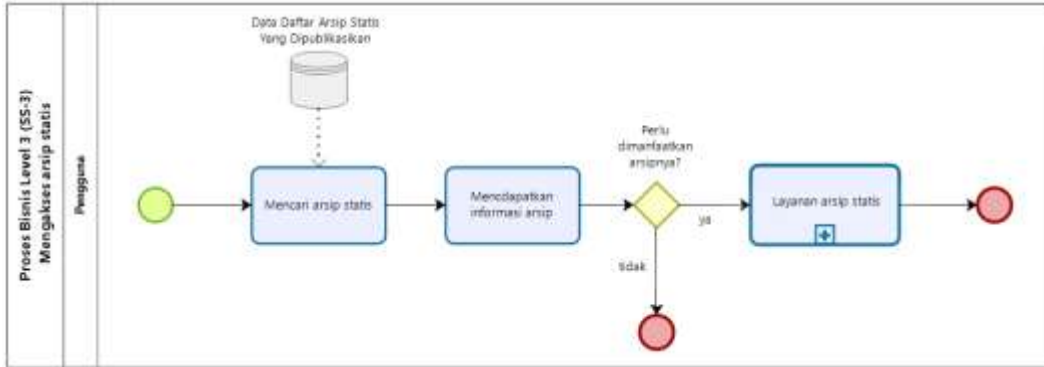 Proses Bisnis Level 3 (SS-3)
Mengakses arsip statis
Pengguna
Data Daftar Arsip Statis
Yang Dipublikasikan
Mencari arsip statis
Mendapatkan
informasi arsip
Perlu
dimanfaatkan
arsipnya?
ya
tidak
Layanan arsip statis